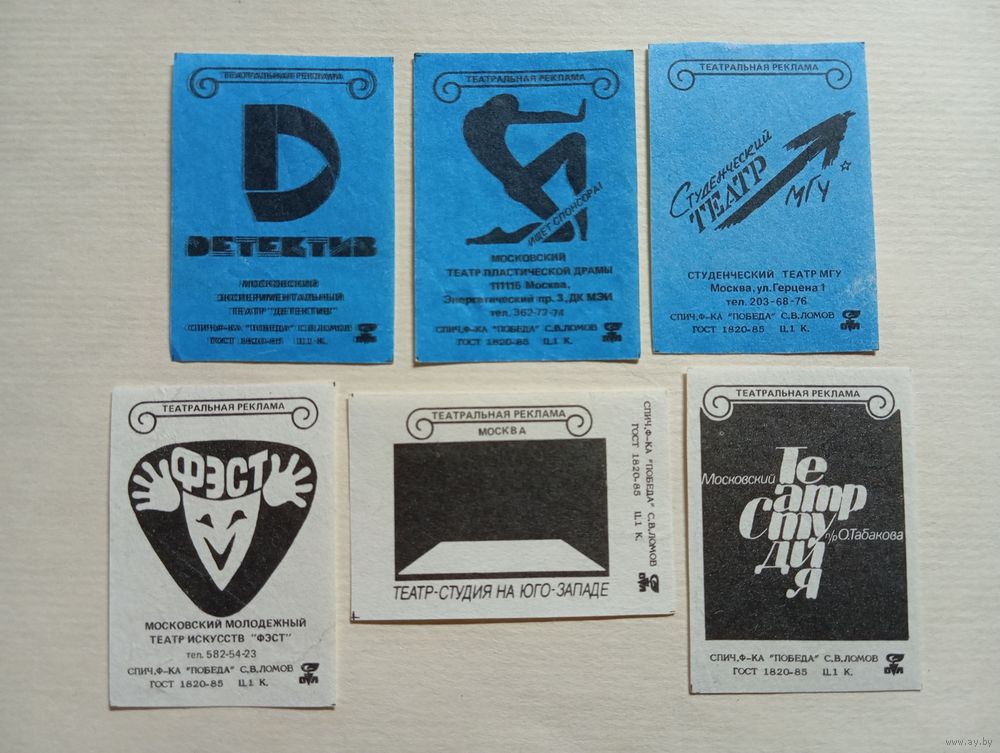 ТЕАТРАЛЬНАЯ РЕКЛАМА
D
DЕТЕКТИВ
МОСКОВСКИЙ
ЭКСПЕРИМЕНТАЛЬНЫЙ
ТЕАТР "ДЕТЕКТИВ"
СПИЧ.Ф-КА "ПОБЕДА" С.В.ЛОМОВ
ГОСТ 1820-85 Ц.1 К.
ТЕАТРАЛЬНАЯ РЕКЛАМА
ИЩЕТ СПОНСОРА!
МОСКОВСКИЙ
ТЕАТР ПЛАСТИЧЕСКОЙ ДРАМЫ
111116 Москва,
Энергетический пр. 3, ДК МЭИ
тел. 362-77-74
СПИЧ.Ф-КА "ПОБЕДА" С.В.ЛОМОВ
ГОСТ 1820-85 Ц.1 К.
ТЕАТРАЛЬНАЯ РЕКЛАМА
СТУДЕНЧЕСКИЙ
ТЕАТР
МГУ
СТУДЕНЧЕСКИЙ ТЕАТР МГУ
Москва, ул. Герцена 1
тел. 203-68-76
СПИЧ.Ф-КА "ПОБЕДА" С.В.ЛОМОВ
ГОСТ 1820-85 Ц.1 К.
ТЕАТРАЛЬНАЯ РЕКЛАМА
ФЭСТ
МОСКОВСКИЙ МОЛОДЕЖНЫЙ
ТЕАТР ИСКУССТВ "ФЭСТ"
тел. 582-54-23
СПИЧ.Ф-КА "ПОБЕДА" С.В.ЛОМОВ
ГОСТ 1820-85 Ц.1 К.
ТЕАТРАЛЬНАЯ РЕКЛАМА
МОСКВА
ТЕАТР-СТУДИЯ НА ЮГО-ЗАПАДЕ
СПИЧ.Ф-КА "ПОБЕДА" С.В.ЛОМОВ
ГОСТ 1820-85 Ц.1 К.
ТЕАТРАЛЬНАЯ РЕКЛАМА
Московский
Театр
Студия
п/р О.Табакова
СПИЧ.Ф-КА "ПОБЕДА" С.В.ЛОМОВ
ГОСТ 1820-85 Ц.1 К.
www.ay.by